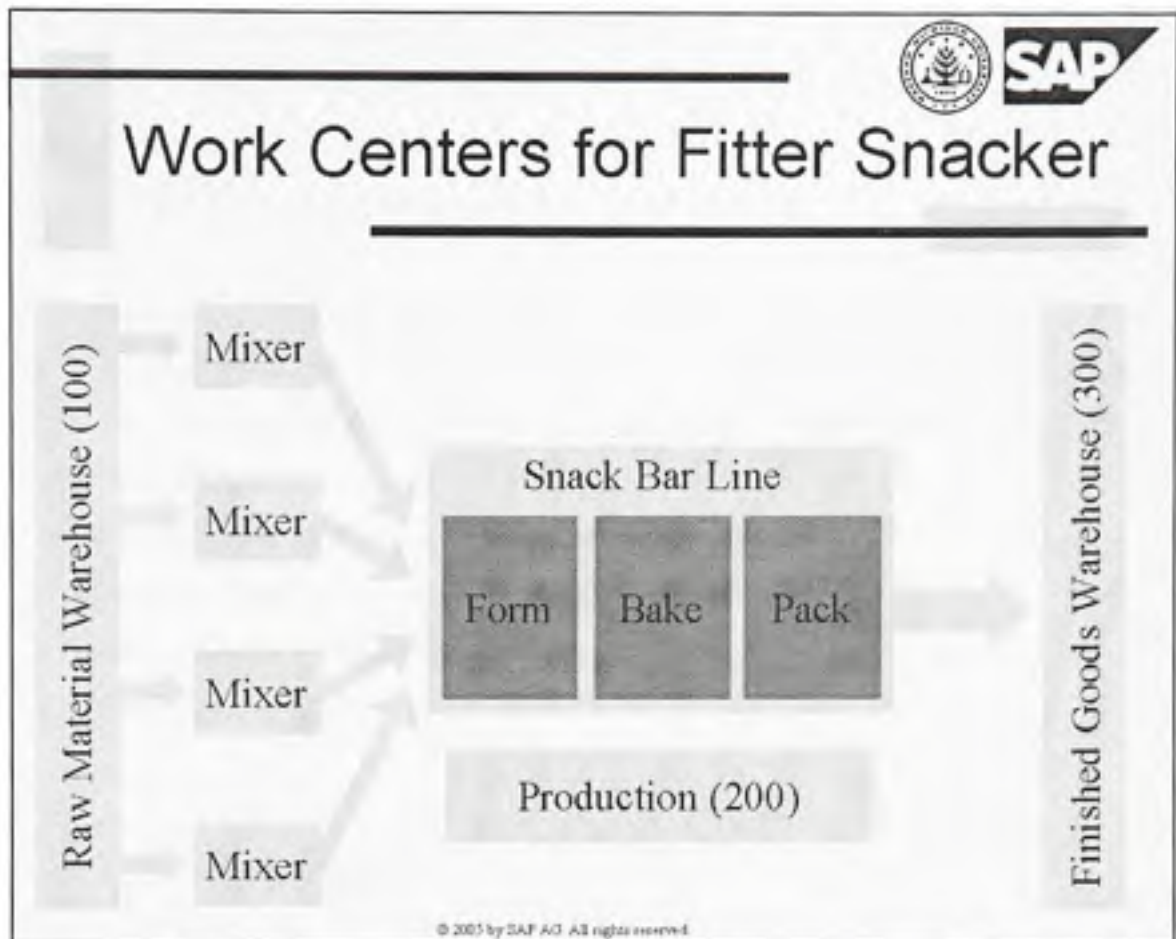 SAP
Work Centers for Fitter Snacker
Raw Material Warehouse (100)
Mixer
Mixer
Mixer
Mixer
Snack Bar Line
Form
Bake
Pack
Production (200)
Finished Goods Warehouse (300)
© 2005 by SAP AG. All rights reserved.